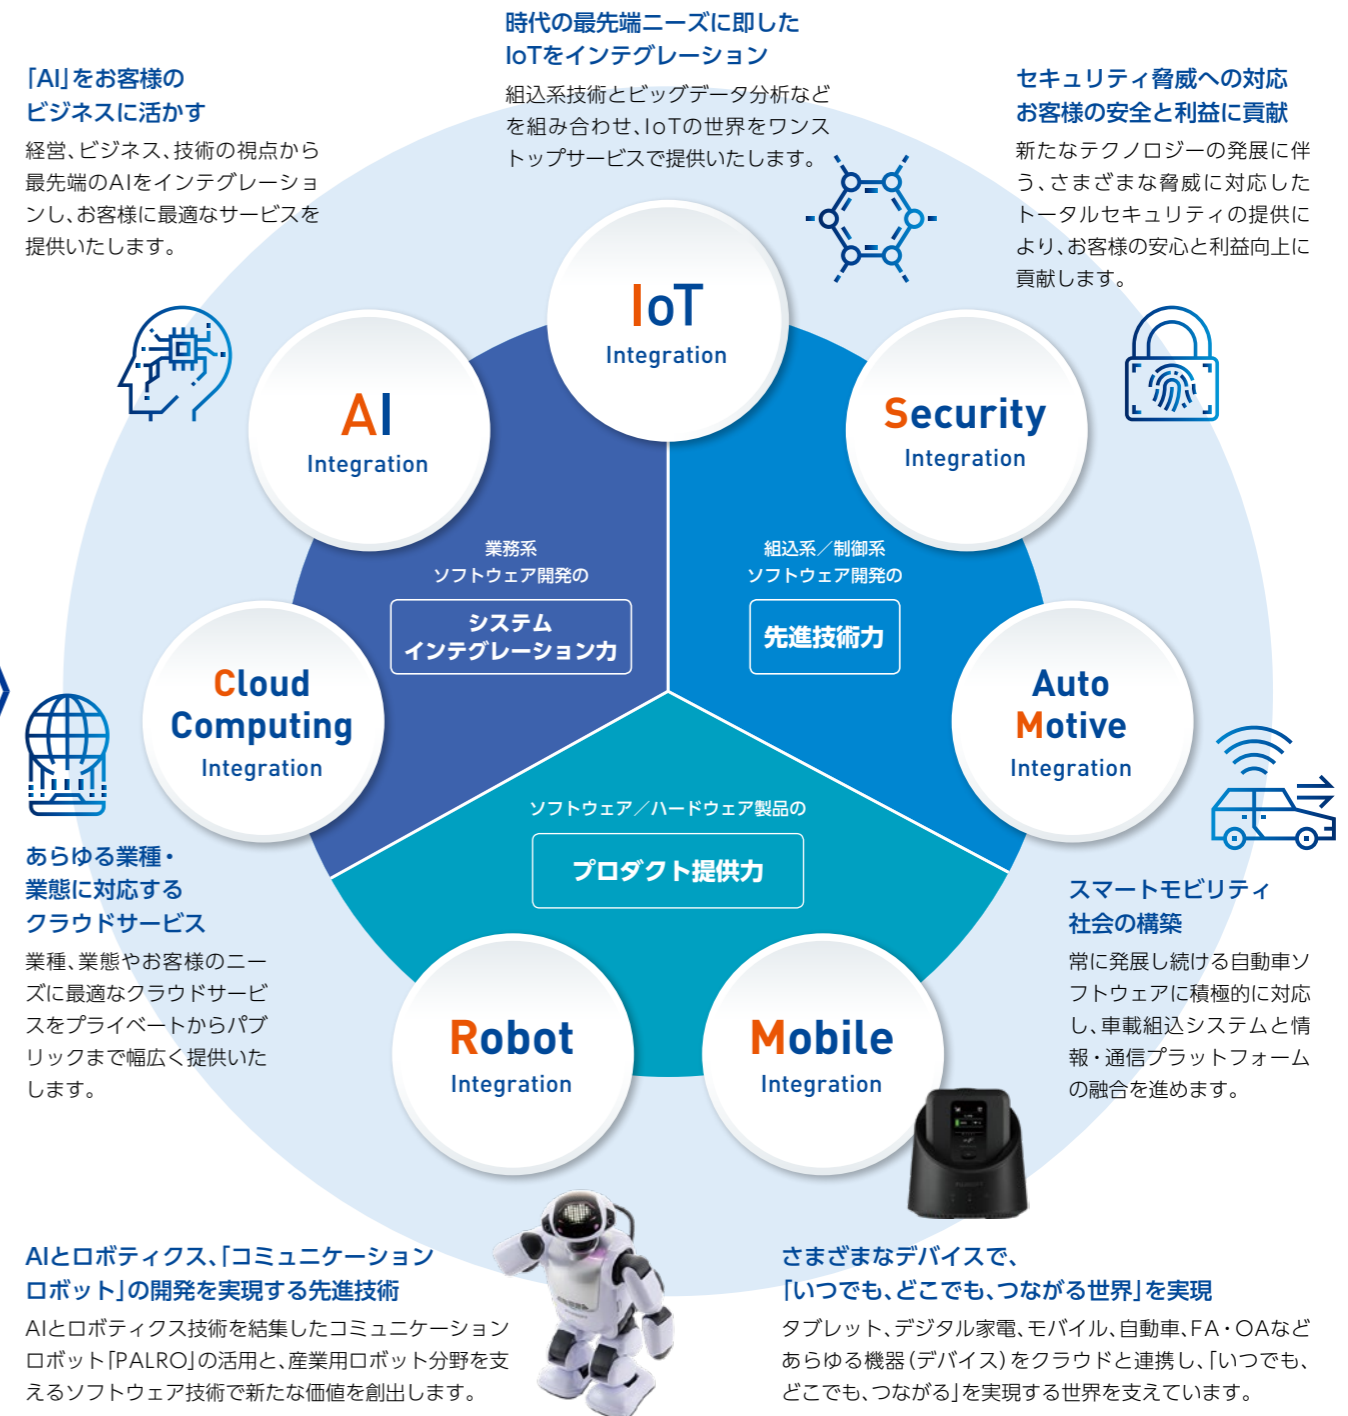 時代の最先端ニーズに即した
IoTをインテグレーション
組込系技術とビッグデータ分析など
を組み合わせ、IoTの世界をワンス
トップサービスで提供いたします。
「AI」をお客様の
ビジネスに活かす
経営、ビジネス、技術の視点から
最先端のAIをインテグレーショ
ンし、お客様に最適なサービスを
提供いたします。
セキュリティ脅威への対応
お客様の安全と利益に貢献
新たなテクノロジーの発展に伴
う、さまざまな脅威に対応した
トータルセキュリティの提供に
より、お客様の安心と利益向上に
貢献します。
IoT
Integration
AI
Integration
Security
Integration
業務系
ソフトウェア開発の
システム
インテグレーション力
組込系／制御系
ソフトウェア開発の
先進技術力
Cloud
Computing
Integration
Auto
Motive
Integration
ソフトウェア／ハードウェア製品の
プロダクト提供力
あらゆる業種・
業態に対応する
クラウドサービス
業種、業態やお客様のニー
ズに最適なクラウドサービ
スをプライベートからパブ
リックまで幅広く提供いた
します。
スマートモビリティ
社会の構築
常に発展し続ける自動車ソ
フトウェアに積極的に対応
し、車載組込システムと情
報・通信プラットフォーム
の融合を進めます。
Robot
Integration
Mobile
Integration
AIとロボティクス、「コミュニケーション
ロボット」の開発を実現する先進技術
AIとロボティクス技術を結集したコミュニケーション
ロボット「PALRO」の活用と、産業用ロボット分野を支
えるソフトウェア技術で新たな価値を創出します。
さまざまなデバイスで、
「いつでも、どこでも、つながる世界」を実現
タブレット、デジタル家電、モバイル、自動車、FA・OAなど
あらゆる機器（デバイス）をクラウドと連携し、「いつでも、
どこでも、つながる」を実現する世界を支えています。